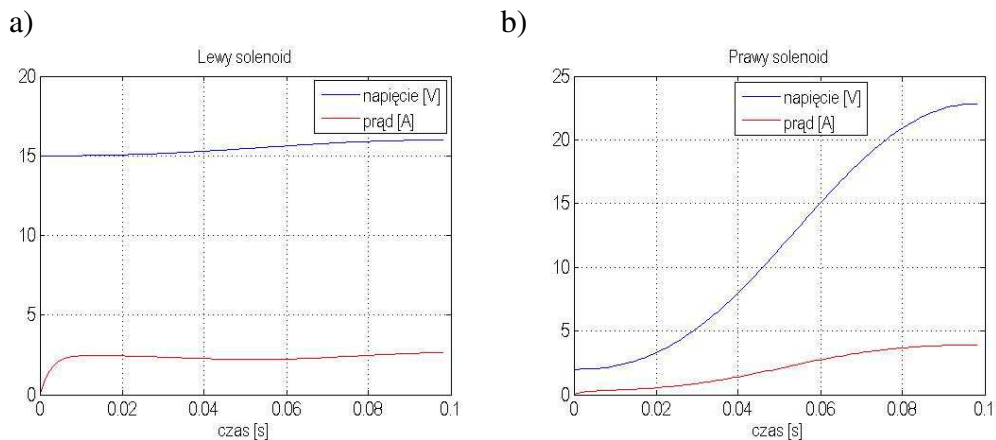 a)
b)
Lewy solenoid
20
15
10
5
0
0
0.02
0.04
0.06
0.08
0.1
napięcie [V]
prąd [A]
czas [s]
Prawy solenoid
25
20
15
10
5
0
0
0.02
0.04
0.06
0.08
0.1
napięcie [V]
prąd [A]
czas [s]